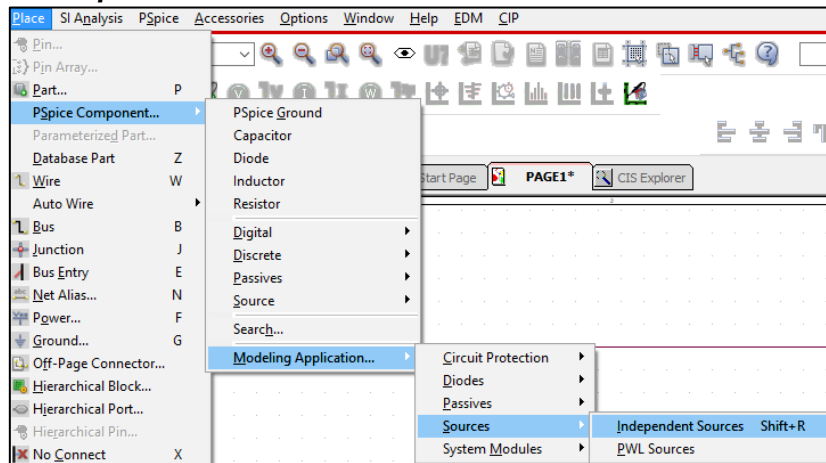 Place SI Analysis PSpice Accessories Options Window Help EDM CIP
Pin...
Pin Array...
Part... P
PSpice Component...
Parameterized Part...
Database Part Z
Wire W
Auto Wire
Bus B
Junction J
Bus Entry E
Net Alias... N
Power... F
Ground... G
Off-Page Connector...
Hierarchical Block...
Hierarchical Port...
Hierarchical Pin...
No Connect X
PSpice Ground
Capacitor
Diode
Inductor
Resistor
Digital
Discrete
Passives
Source
Search...
Modeling Application...
Start Page PAGE1* CIS Explorer
2
Circuit Protection
Diodes
Passives
Sources
System Modules
Independent Sources Shift+R
PWL Sources